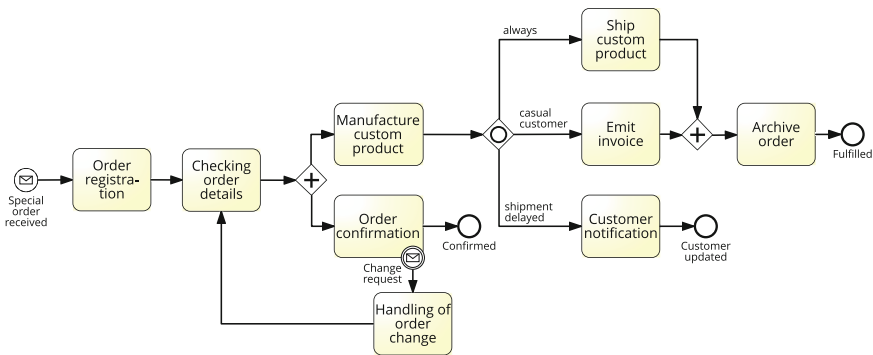 Special
order
received
Order
registra-
tion
Checking
order
details
Manufacture
custom
product
Order
confirmation
Confirmed
Change
request
Handling of
order
change
always
casual
customer
shipment
delayed
Ship
custom
product
Emit
invoice
Customer
notification
Customer
updated
Archive
order
Fulfilled